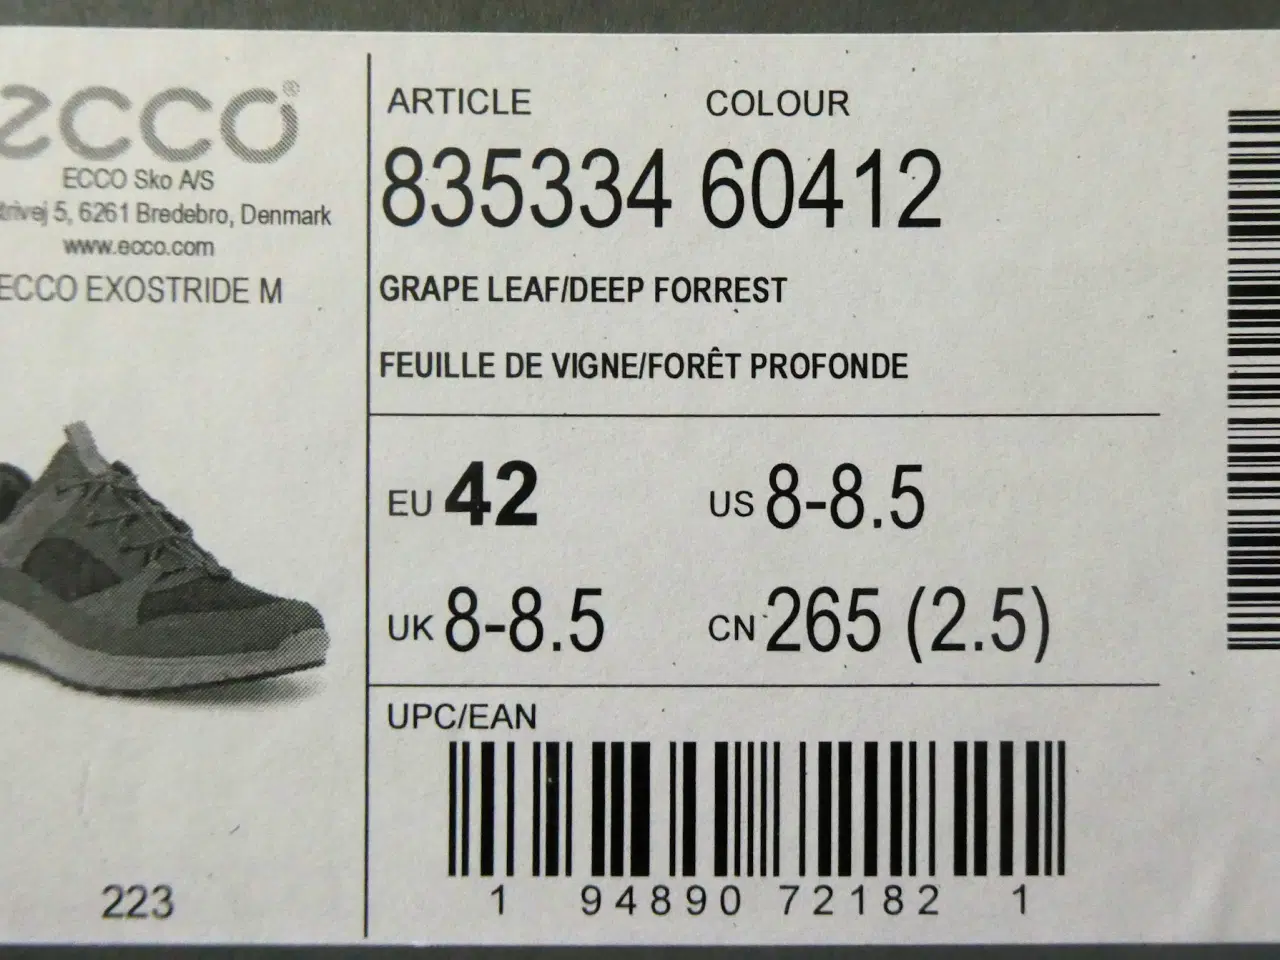 ecco®
ECCO Sko A/S
5, 6261 Bredebro, Denmark
www.ecco.com
ECCO EXOSTRIDE M
223
ARTICLE COLOUR
835334 60412
GRAPE LEAF/DEEP FORREST
FEUILLE DE VIGNE/FORÊT PROFONDE
EU 42 US 8-8.5
UK 8-8.5 CN 265 (2.5)
UPC/EAN
1 94890 72182 1